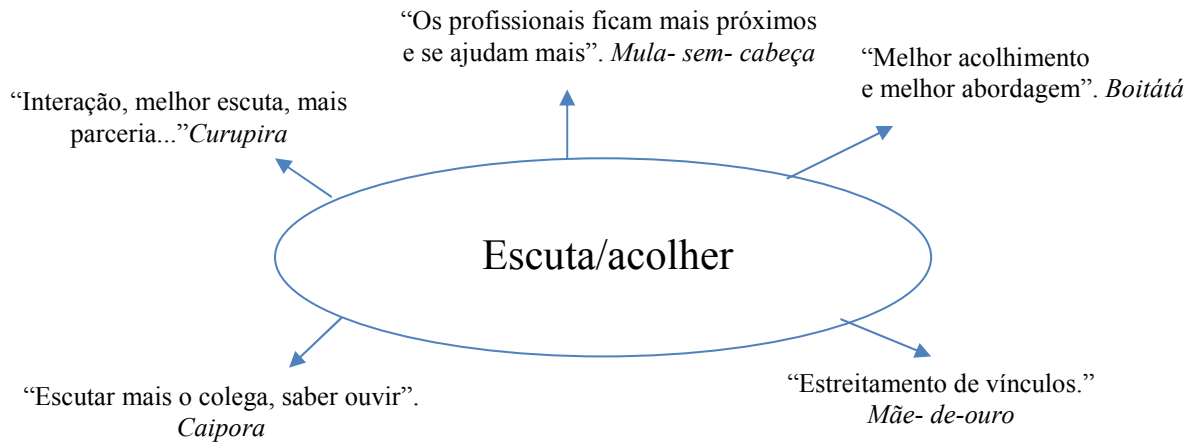 “Os profissionais ficam mais próximos
e se ajudam mais”. Mula- sem- cabeça
“Melhor acolhimento
e melhor abordagem”. Boitátá
“Interação, melhor escuta, mais
parceria...”Curupira
Escuta/acolher
“Escutar mais o colega, saber ouvir”.
Caipora
“Estreitamento de vínculos.”
Mãe- de-ouro